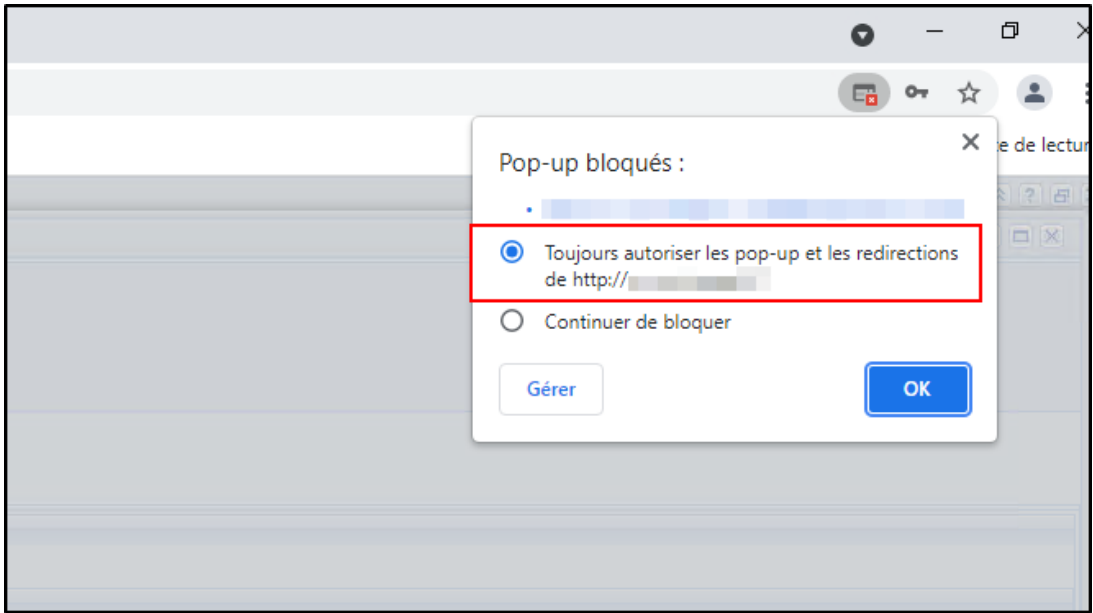 e de lectur
Pop-up bloqués :
Toujours autoriser les pop-up et les redirections
de http://
Continuer de bloquer
Gérer
OK